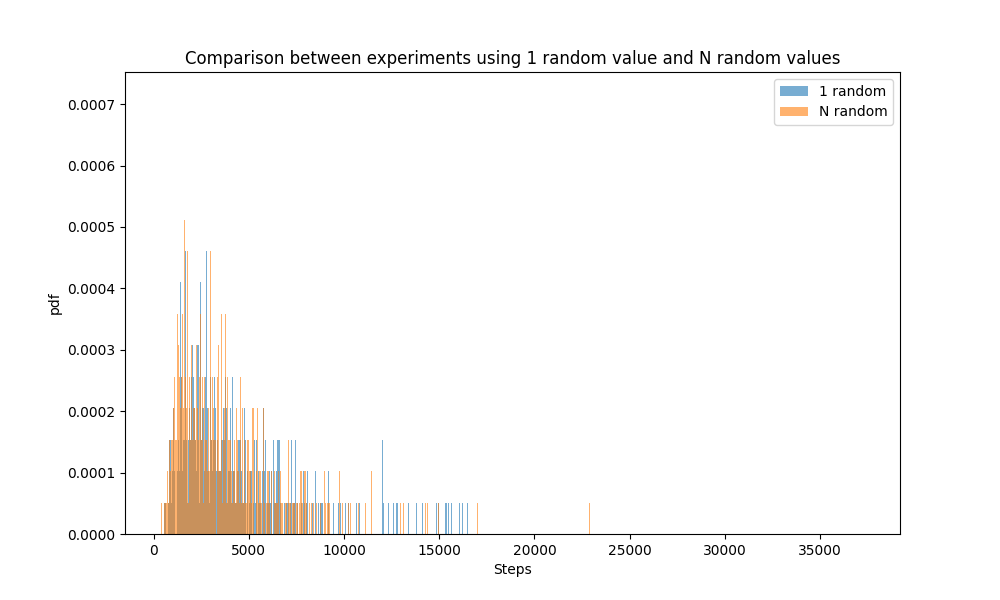 Comparison between experiments using 1 random value and N random values
1 random
N random
0.0007
0.0006
0.0005
0.0004
0.0003
0.0002
0.0001
0.0000
pdf
0 5000 10000 15000 20000 25000 30000 35000
Steps